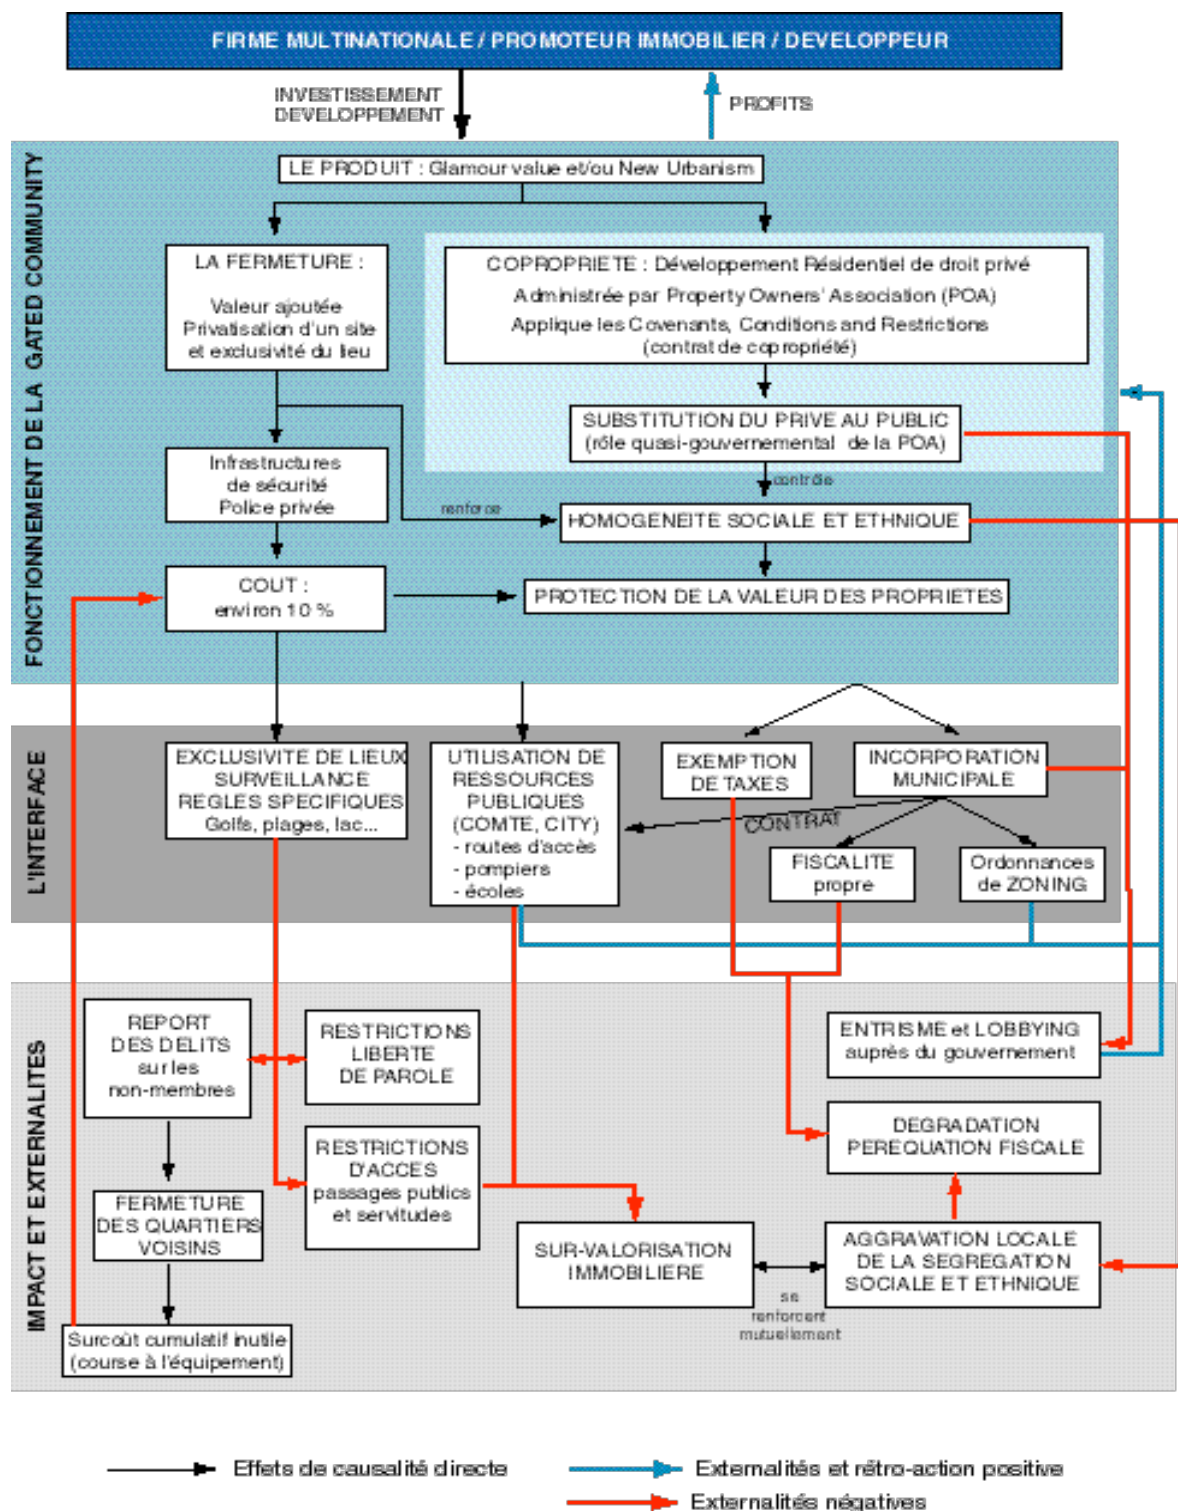 FIRME MULTINATIONALE / PROMOTEUR IMMOBILIER / DEVELOPPEUR
INVESTISSEMENT
DEVELOPPEMENT
PROFITS
FONCTIONNEMENT DE LA GATED COMMUNITY
LE PRODUIT : Glamour value et/ou New Urbanism
LA FERMETURE :
Valeur ajoutée
Privatisation d'un site
et exclusivité du lieu
COPROPRIETE : Développement Résidentiel de droit privé
Administrée par Property Owners' Association (POA)
Applique les Covenants, Conditions and Restrictions
(contrat de copropriété)
SUBSTITUTION DU PRIVE AU PUBLIC
(rôle quasi-gouvernemental de la POA)
Infrastructures
de sécurité
Police privée
contrôle
renforce
HOMOGENEITE SOCIALE ET ETHNIQUE
COUT :
environ 10 %
PROTECTION DE LA VALEUR DES PROPRIETES
L'INTERFACE
EXCLUSIVITE DE LIEUX
SURVEILLANCE
REGLES SPECIFIQUES
Golfs, plages, lac...
UTILISATION DE
RESSOURCES
PUBLIQUES
(COMTE, CITY)
- routes d'accès
- pompiers
- écoles
EXEMPTION
DE TAXES
INCORPORATION
MUNICIPALE
CONTRAT
FISCALITE
propre
Ordonnances
de ZONING
IMPACT ET EXTERNALITES
REPORT
DES DELITS
sur les
non-membres
RESTRICTIONS
LIBERTE
DE PAROLE
ENTRISME et LOBBYING
auprès du gouvernement
DEGRADATION
PEREQUATION FISCALE
RESTRICTIONS
D'ACCES
passages publics
et servitudes
FERMETURE
DES QUARTIERS
VOISINS
SUR-VALORISATION
IMMOBILIERE
AGGRAVATION LOCALE
DE LA SEGREGATION
SOCIALE ET ETHNIQUE
se
renforcent
mutuellement
Surcoût cumulatif inutile
(course à l'équipement)
Effets de causalité directe
Externalités et rétro-action positive
Externalités négatives